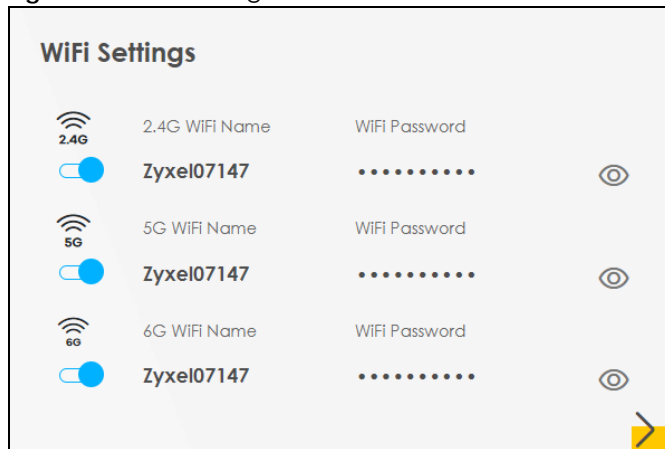 WiFi Settings
2.4G 2.4G WiFi Name WiFi Password
Zyxel07147 ••••••••••
5G 5G WiFi Name WiFi Password
Zyxel07147 ••••••••••
6G 6G WiFi Name WiFi Password
Zyxel07147 ••••••••••